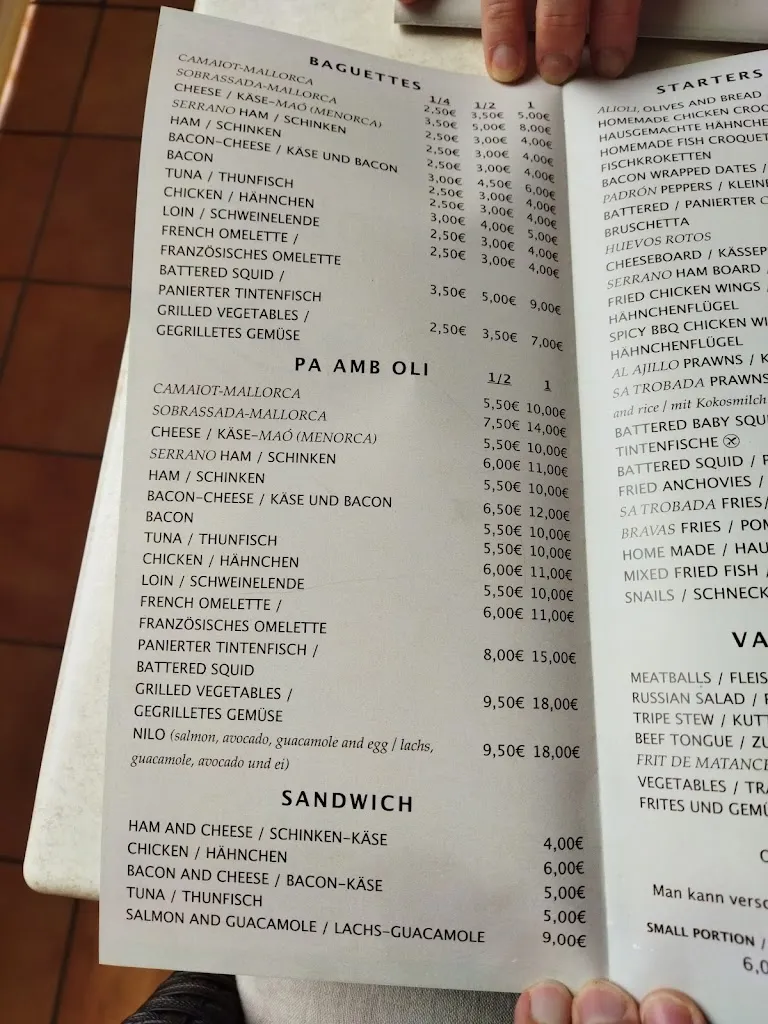 BAGUETTES
1/4 1/2 1
CAMAIOT-MALLORCA
SOBRASSADA-MALLORCA
CHEESE / KÄSE-MAÓ (MENORCA)
SERRANO HAM / SCHINKEN
HAM / SCHINKEN
BACON-CHEESE / KÄSE UND BACON
BACON
TUNA / THUNFISCH
CHICKEN / HÄHNCHEN
LOIN / SCHWEINELENDE
FRENCH OMELETTE /
FRANZÖSISCHES OMELETTE
BATTERED SQUID /
PANIERTER TINTENFISCH
GRILLED VEGETABLES /
GEGRILLETES GEMÜSE
2,50€ 3,50€ 5,00€
3,50€ 5,00€ 8,00€
2,50€ 3,00€ 4,00€
2,50€ 3,00€ 4,00€
3,00€ 4,50€ 6,00€
2,50€ 3,00€ 4,00€
2,50€ 3,00€ 4,00€
3,00€ 4,00€ 5,00€
2,50€ 3,00€ 4,00€
2,50€ 3,00€ 4,00€
3,50€ 5,00€ 9,00€
2,50€ 3,50€ 7,00€
PA AMB OLI
1/2 1
CAMAIOT-MALLORCA 5,50€ 10,00€
SOBRASSADA-MALLORCA 7,50€ 14,00€
CHEESE / KÄSE-MAÓ (MENORCA) 5,50€ 10,00€
SERRANO HAM / SCHINKEN 6,00€ 11,00€
HAM / SCHINKEN 5,50€ 10,00€
BACON-CHEESE / KÄSE UND BACON 6,50€ 12,00€
BACON 5,50€ 10,00€
TUNA / THUNFISCH 5,50€ 10,00€
CHICKEN / HÄHNCHEN 6,00€ 11,00€
LOIN / SCHWEINELENDE 5,50€ 10,00€
FRENCH OMELETTE / 6,00€ 11,00€
FRANZÖSISCHES OMELETTE
PANIERTER TINTENFISCH / 8,00€ 15,00€
BATTERED SQUID
GRILLED VEGETABLES / 9,50€ 18,00€
GEGRILLETES GEMÜSE
NILO (salmon, avocado, guacamole and egg / lachs, 9,50€ 18,00€
guacamole, avocado und ei)
SANDWICH
HAM AND CHEESE / SCHINKEN-KÄSE 4,00€
CHICKEN / HÄHNCHEN 6,00€
BACON AND CHEESE / BACON-KÄSE 5,00€
TUNA / THUNFISCH 5,00€
SALMON AND GUACAMOLE / LACHS-GUACAMOLE 9,00€
STARTERS
ALIOLI, OLIVES AND BREAD
HOMEMADE CHICKEN CROQ
HAUSGEMACHTE HÄHNCHE
HOMEMADE FISH CROQUET
FISCHKROKETTEN
BACON WRAPPED DATES /
PADRÓN PEPPERS / KLEIN
BATTERED / PANIERTER
BRUSCHETTA
HUEVOS ROTOS
CHEESEBOARD / KÄSSEP
SERRANO HAM BOARD /
FRIED CHICKEN WINGS /
HÄHNCHENFLÜGEL
SPICY BBQ CHICKEN WI
HÄHNCHENFLÜGEL
AL AJILLO PRAWNS / K
SA TROBADA PRAWNS
and rice / mit Kokosmilch
BATTERED BABY SQUI
TINTENFISCHE
BATTERED SQUID / P
FRIED ANCHOVIES /
SA TROBADA FRIES/
BRAVAS FRIES / POM
HOME MADE / HAU
MIXED FRIED FISH /
SNAILS / SCHNECK
VA
MEATBALLS / FLEIS
RUSSIAN SALAD /
TRIPE STEW / KUTT
BEEF TONGUE / ZU
FRIT DE MATANCE
VEGETABLES / TRA
FRITES UND GEMÜ
Man kann versc
SMALL PORTION /
6,0